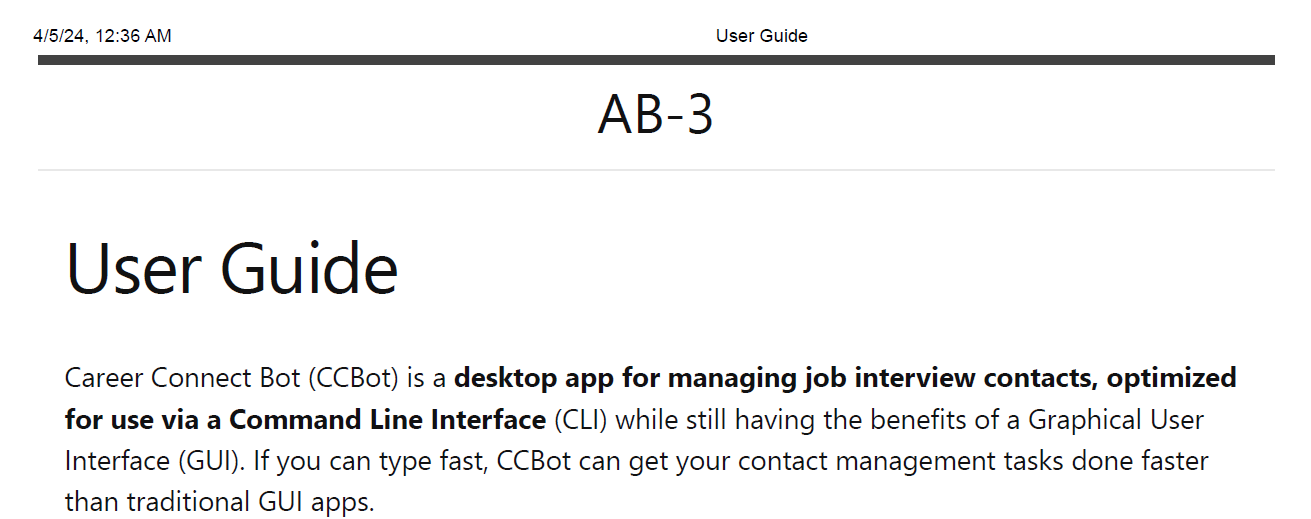 4/5/24, 12:36 AM User Guide
AB-3
User Guide
Career Connect Bot (CCBot) is a desktop app for managing job interview contacts, optimized
for use via a Command Line Interface (CLI) while still having the benefits of a Graphical User
Interface (GUI). If you can type fast, CCBot can get your contact management tasks done faster
than traditional GUI apps.